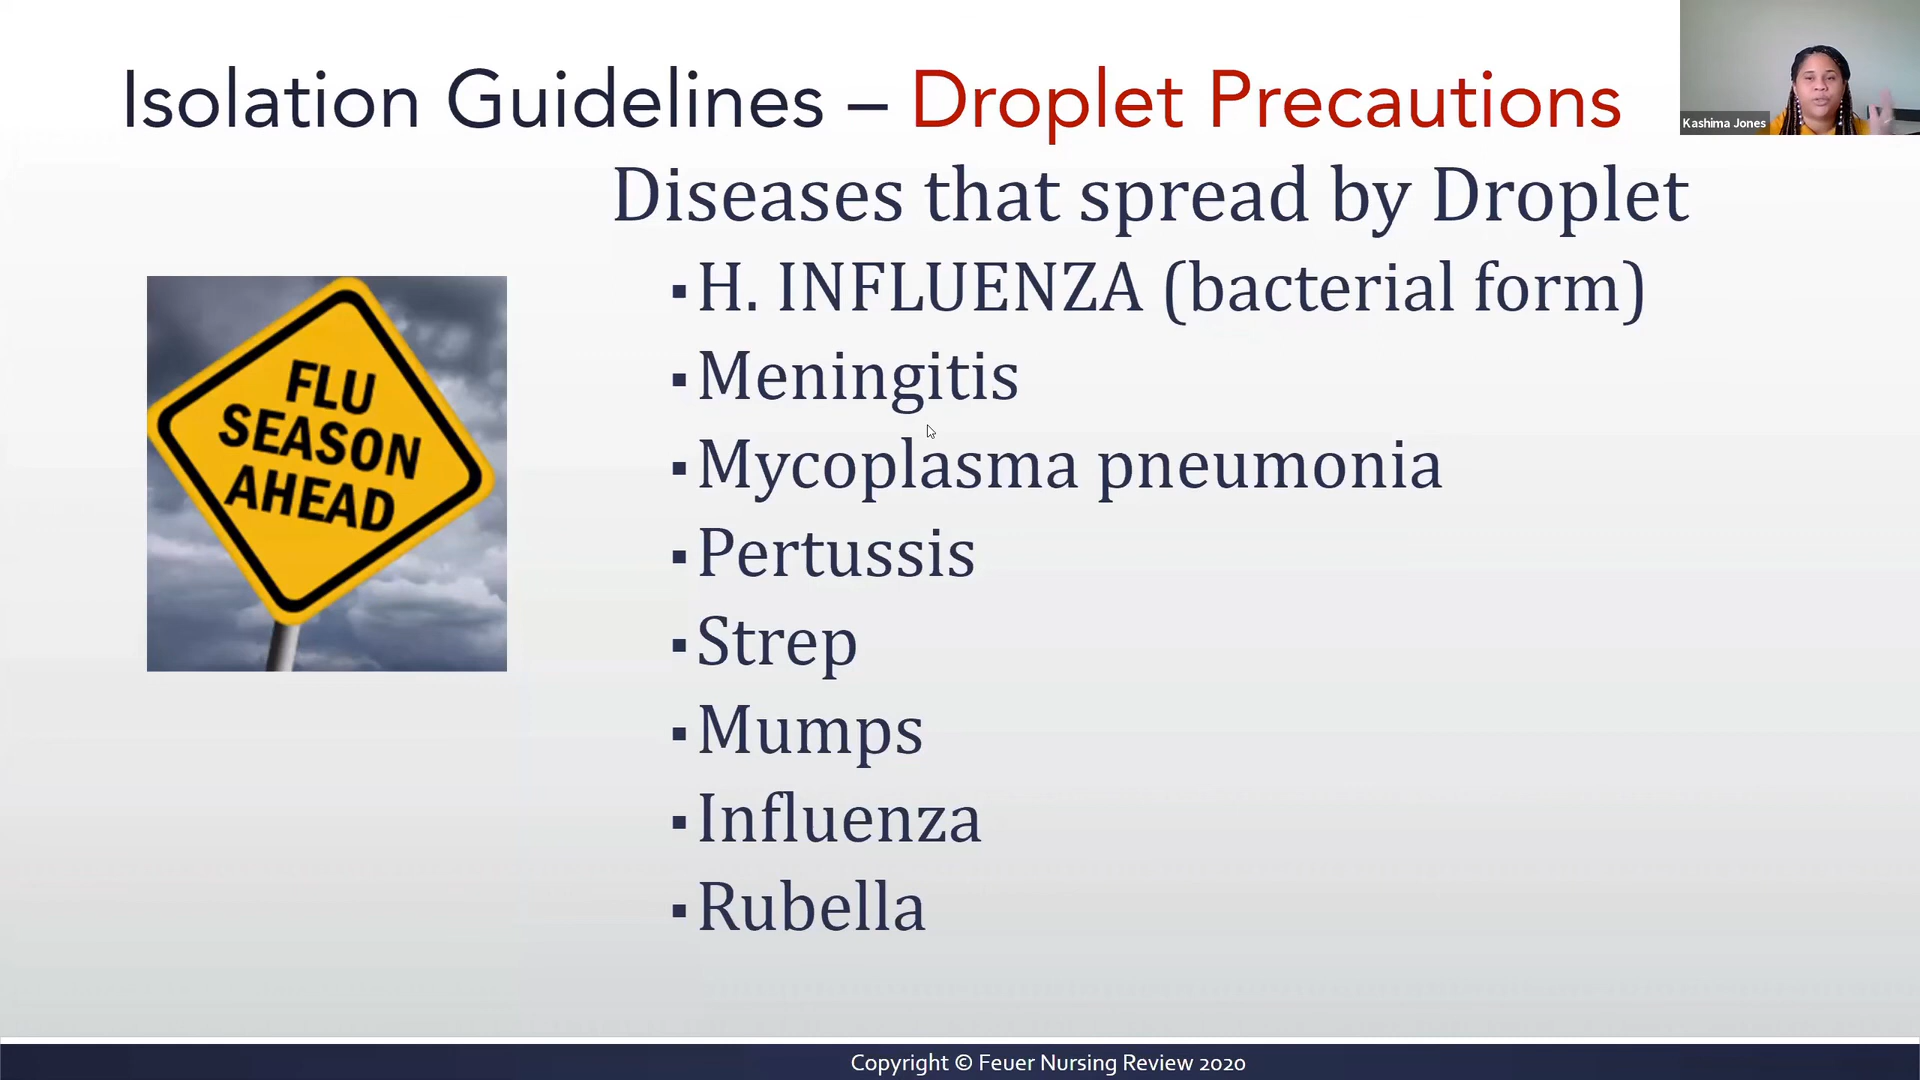 Isolation Guidelines – Droplet Precautions
Kashima Jones
Diseases that spread by Droplet
▪H. INFLUENZA (bacterial form)
▪Meningitis
▪Mycoplasma pneumonia
▪Pertussis
▪Strep
▪Mumps
▪Influenza
▪Rubella
FLU
SEASON
AHEAD
Copyright © Feuer Nursing Review 2020